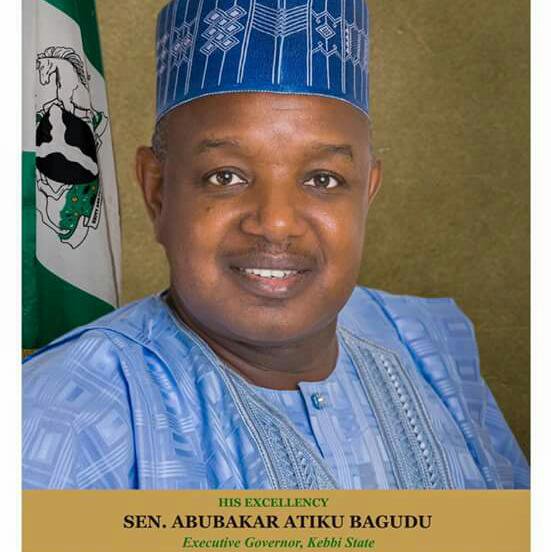 HIS EXCELLENCY
SEN. ABUBAKAR ATIKU BAGUDU
Executive Governor, Kebbi State